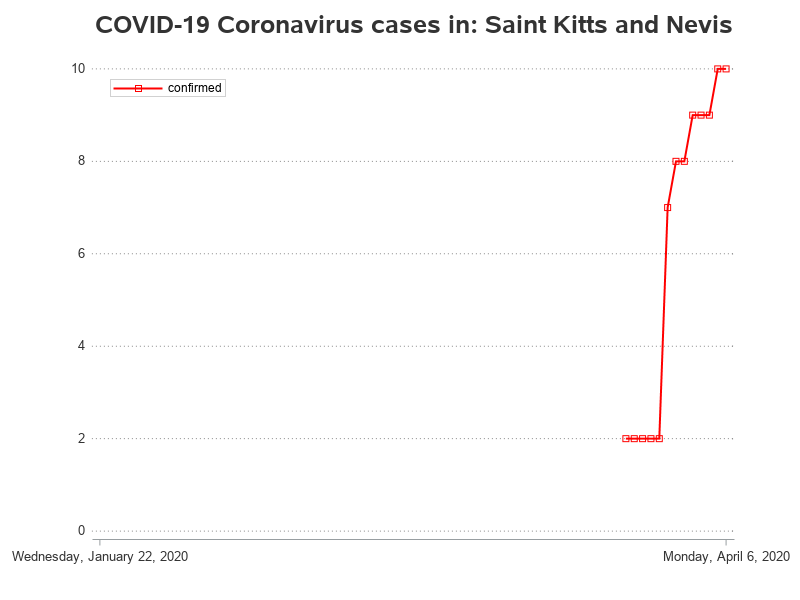 COVID-19 Coronavirus cases in: Saint Kitts and Nevis
10
confirmed
8
6
4
2
0
Wednesday, January 22, 2020
Monday, April 6, 2020